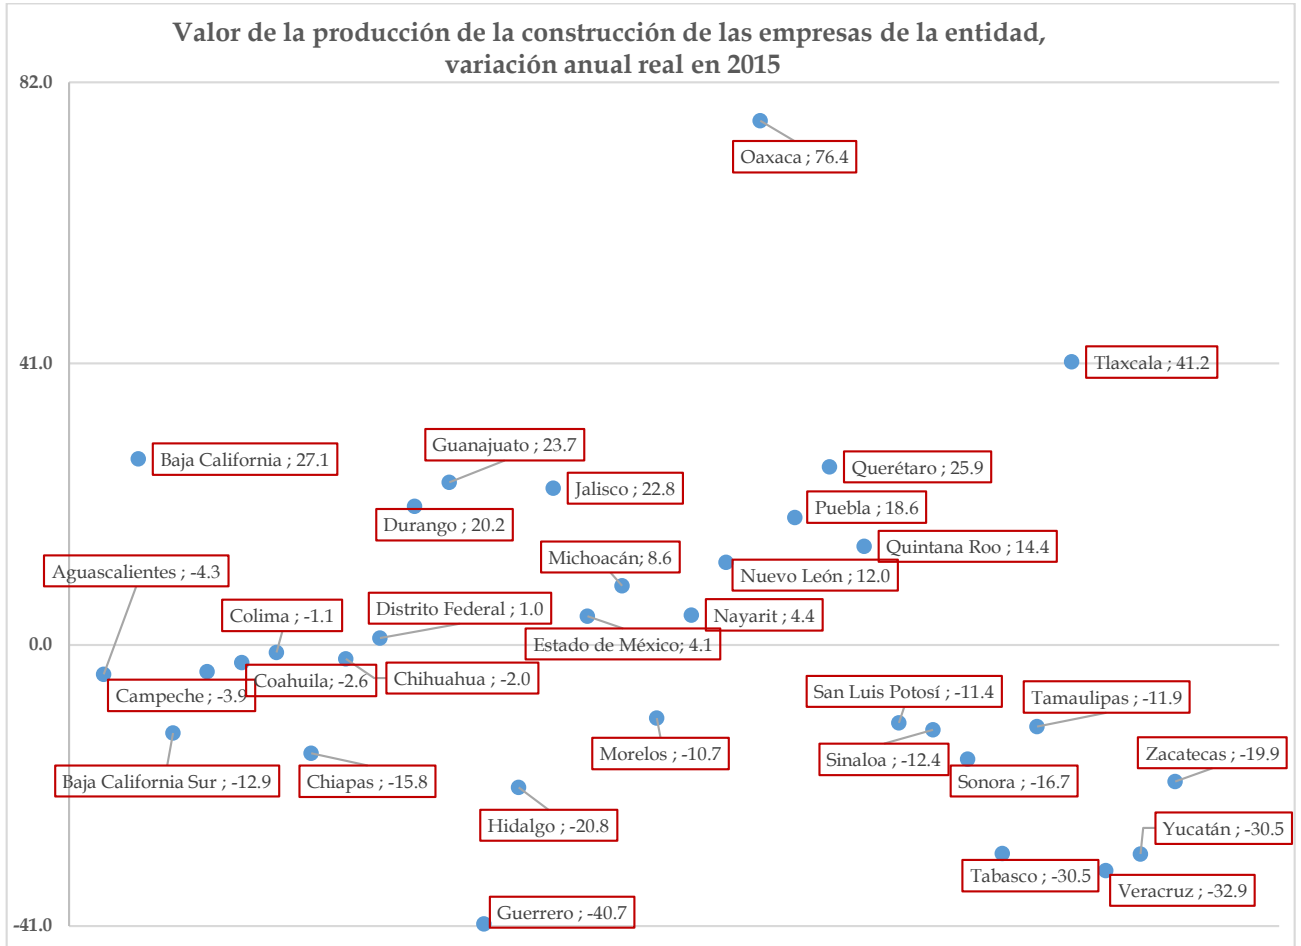 Valor de la producción de la construcción de las empresas de la entidad,
variación anual real en 2015
82.0
Oaxaca ; 76.4
41.0
Tlaxcala ; 41.2
Guanajuato ; 23.7
Baja California ; 27.1
Querétaro ; 25.9
Jalisco ; 22.8
Puebla ; 18.6
Durango ; 20.2
Quintana Roo ; 14.4
Michoacán; 8.6
Aguascalientes ; -4.3
Nuevo León ; 12.0
Distrito Federal ; 1.0
Colima ; -1.1
Nayarit ; 4.4
0.0
Estado de México; 4.1
Chihuahua ; -2.0
Coahuila; -2.6
Campeche ; -3.9
San Luis Potosí ; -11.4
Tamaulipas ; -11.9
Morelos ; -10.7
Zacatecas ; -19.9
Sinaloa ; -12.4
Baja California Sur ; -12.9
Chiapas ; -15.8
Sonora ; -16.7
Hidalgo ; -20.8
Yucatán ; -30.5
Tabasco ; -30.5
Veracruz ; -32.9
Guerrero ; -40.7
-41.0